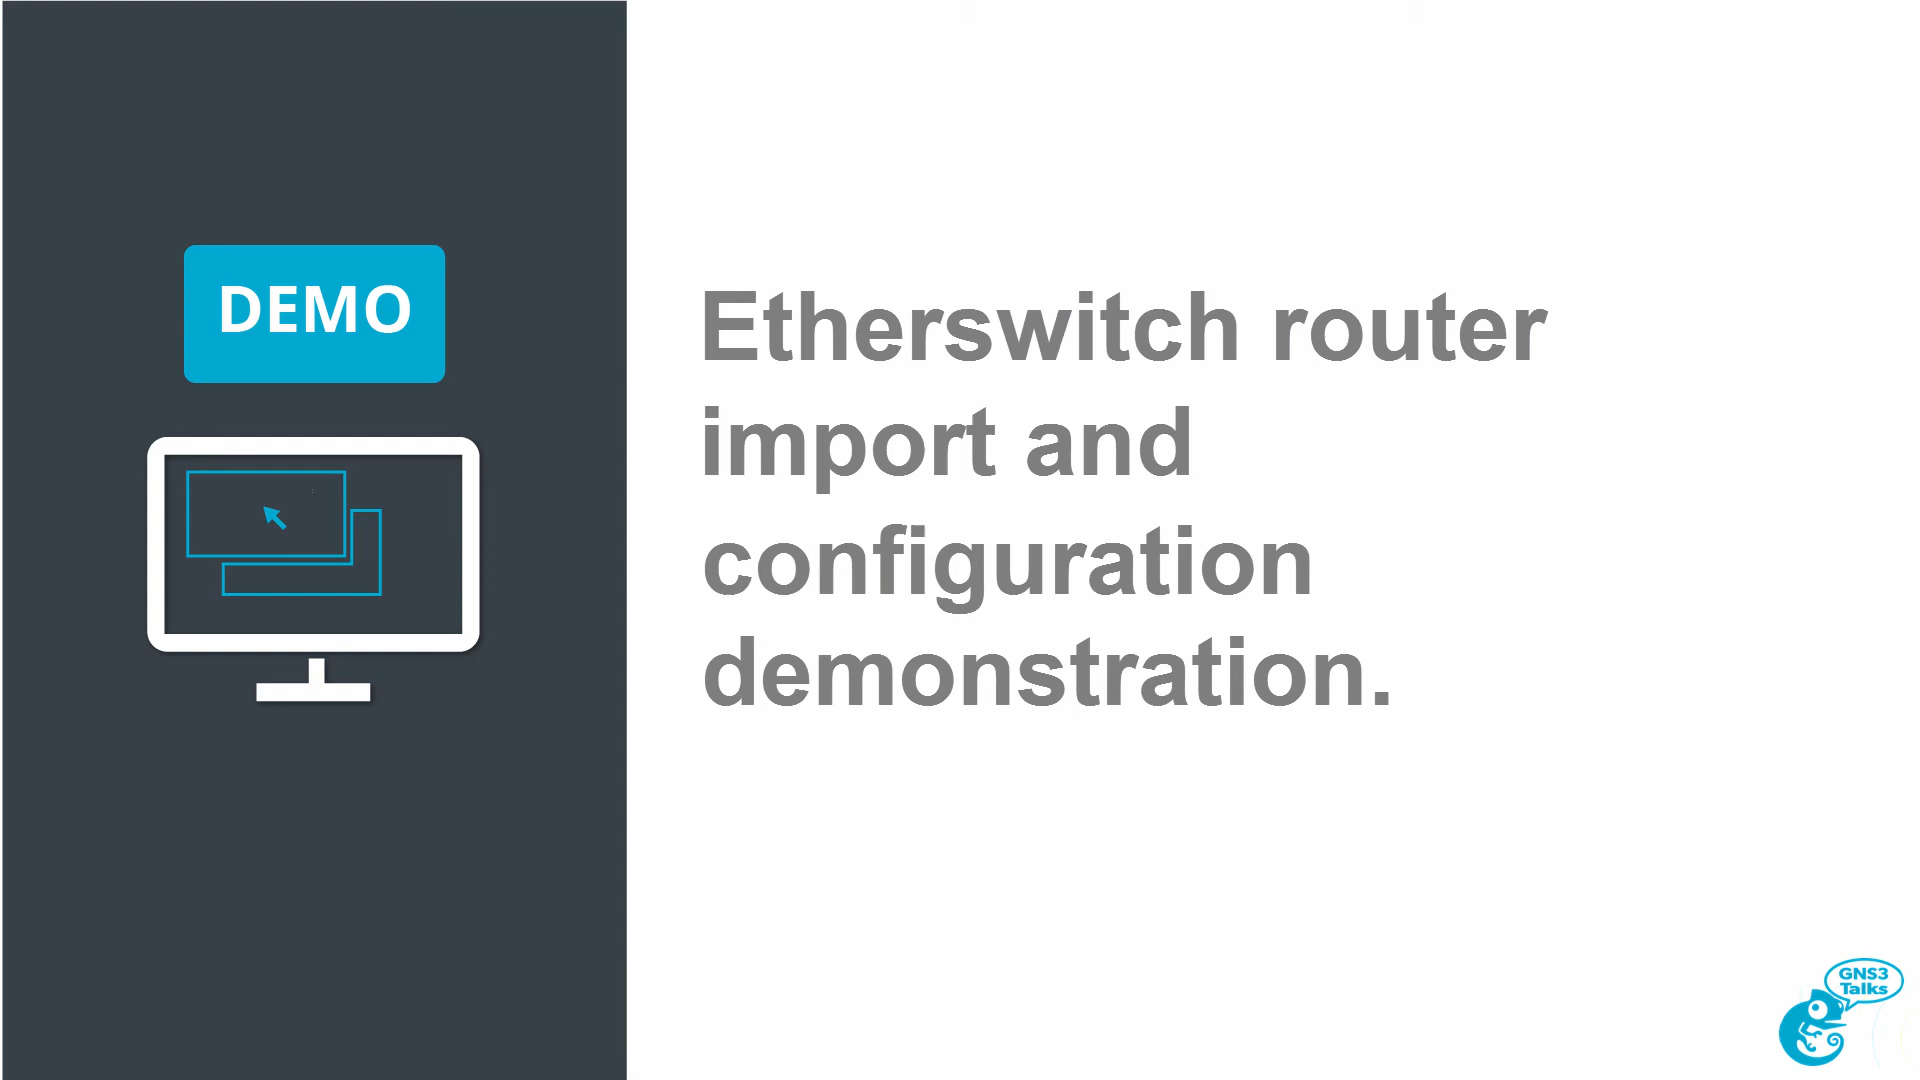 DEMO
Etherswitch router
import and
configuration
demonstration.
GNS3
Talks